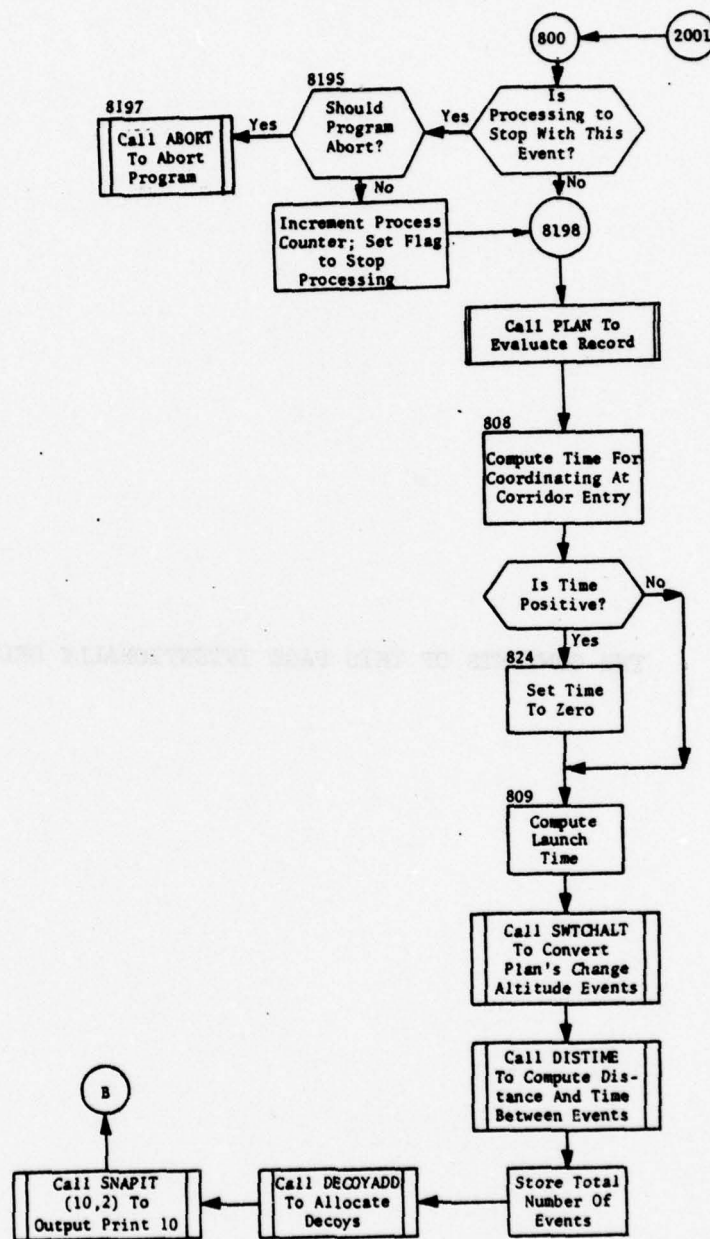 800
2001
Is
Processing to
Stop With This
Event?
Yes
No
8195
Should
Program
Abort?
Yes
No
8197
Call ABORT
To Abort
Program
Increment Process
Counter; Set Flag
to Stop
Processing
8198
Call PLAN To
Evaluate Record
808
Compute Time For
Coordinating At
Corridor Entry
Is Time
Positive?
No
Yes
824
Set Time
To Zero
809
Compute
Launch
Time
Call SWTCHALT
To Convert
Plan's Change
Altitude Events
Call DISTIME
To Compute Dis-
tance And Time
Between Events
Store Total
Number Of
Events
Call DECOYADD
To Allocate
Decoys
Call SNAPIT
(10,2) To
Output Print 10
B